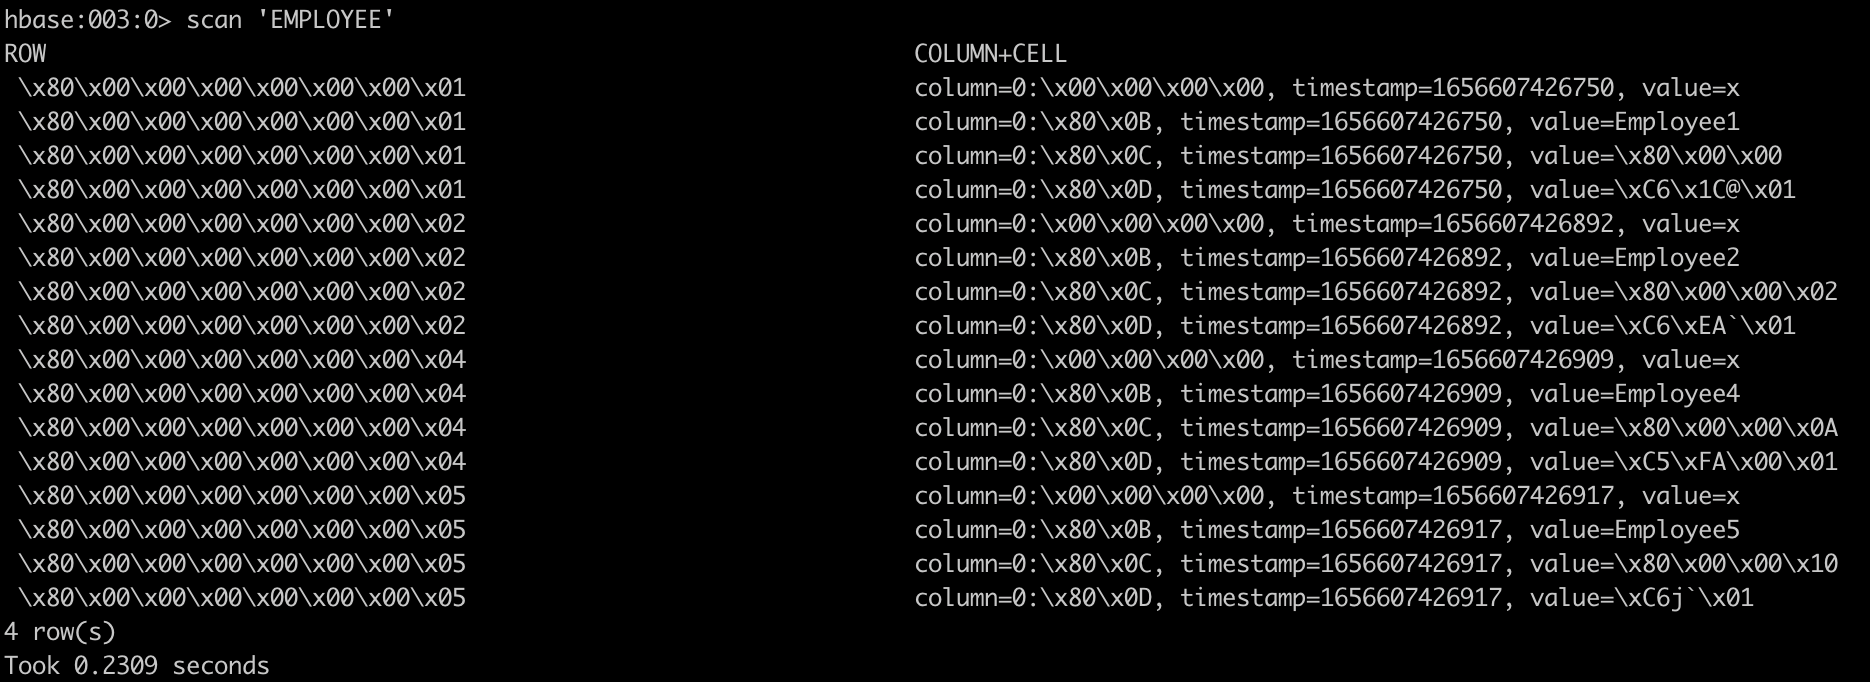 hbase:003:0> scan 'EMPLOYEE'
ROW COLUMN+CELL
\x80\x00\x00\x00\x00\x00\x00\x01 column=0:\x00\x00\x00\x00, timestamp=1656607426750, value=x
\x80\x00\x00\x00\x00\x00\x00\x01 column=0:\x80\x0B, timestamp=1656607426750, value=Employee1
\x80\x00\x00\x00\x00\x00\x00\x01 column=0:\x80\x0C, timestamp=1656607426750, value=\x80\x00\x00
\x80\x00\x00\x00\x00\x00\x00\x01 column=0:\x80\x0D, timestamp=1656607426750, value=\xC6\x1C@\x01
\x80\x00\x00\x00\x00\x00\x00\x02 column=0:\x00\x00\x00\x00, timestamp=1656607426892, value=x
\x80\x00\x00\x00\x00\x00\x00\x02 column=0:\x80\x0B, timestamp=1656607426892, value=Employee2
\x80\x00\x00\x00\x00\x00\x00\x02 column=0:\x80\x0C, timestamp=1656607426892, value=\x80\x00\x00\x02
\x80\x00\x00\x00\x00\x00\x00\x02 column=0:\x80\x0D, timestamp=1656607426892, value=\xC6\xEA`\x01
\x80\x00\x00\x00\x00\x00\x00\x04 column=0:\x00\x00\x00\x00, timestamp=1656607426909, value=x
\x80\x00\x00\x00\x00\x00\x00\x04 column=0:\x80\x0B, timestamp=1656607426909, value=Employee4
\x80\x00\x00\x00\x00\x00\x00\x04 column=0:\x80\x0C, timestamp=1656607426909, value=\x80\x00\x00\x0A
\x80\x00\x00\x00\x00\x00\x00\x04 column=0:\x80\x0D, timestamp=1656607426909, value=\xC5\xFA\x00\x01
\x80\x00\x00\x00\x00\x00\x00\x05 column=0:\x00\x00\x00\x00, timestamp=1656607426917, value=x
\x80\x00\x00\x00\x00\x00\x00\x05 column=0:\x80\x0B, timestamp=1656607426917, value=Employee5
\x80\x00\x00\x00\x00\x00\x00\x05 column=0:\x80\x0C, timestamp=1656607426917, value=\x80\x00\x00\x10
\x80\x00\x00\x00\x00\x00\x00\x05 column=0:\x80\x0D, timestamp=1656607426917, value=\xC6j`\x01
4 row(s)
Took 0.2309 seconds